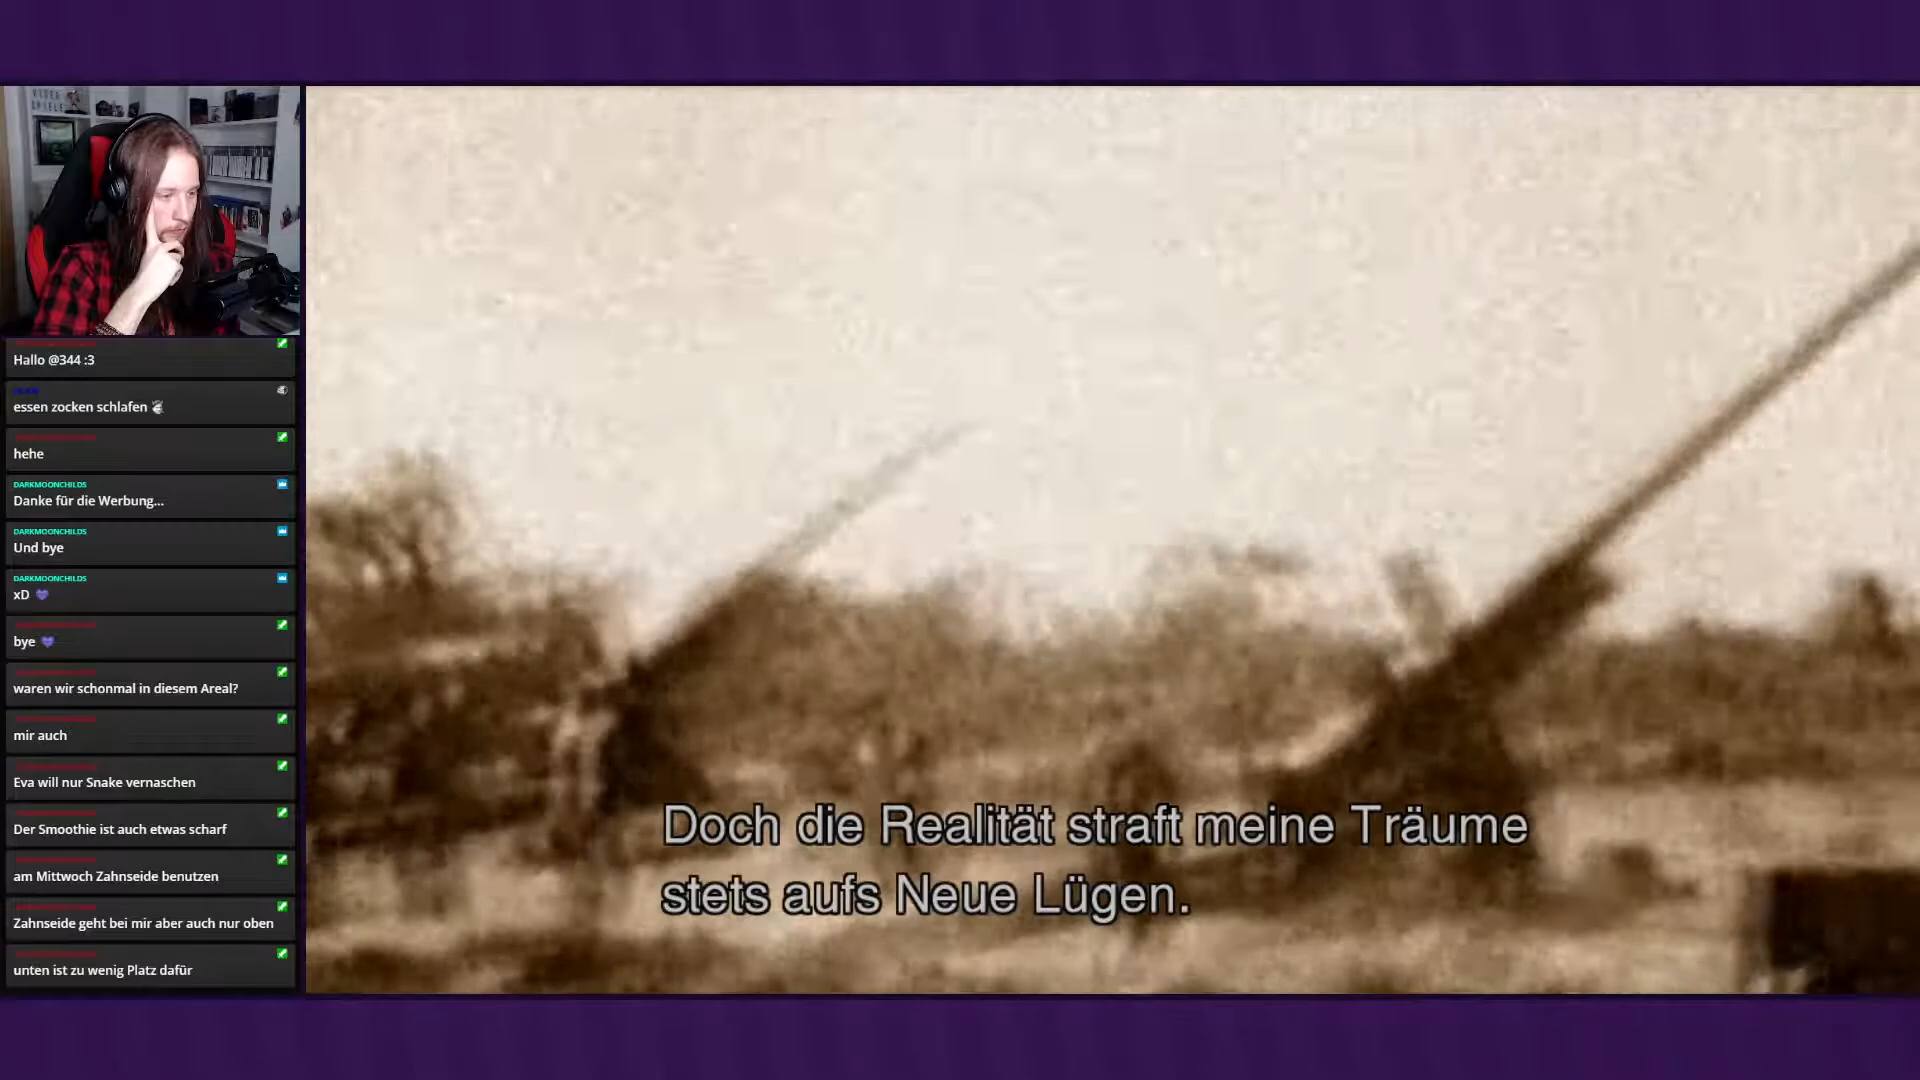 VIDEO
SPIELE
Hallo @344 :3
essen zocken schlafen
hehe
DARKMOONCHILDS
Danke für die Werbung...
DARKMOONCHILDS
Und bye
DARKMOONCHILDS
xD 💜
bye 💜
waren wir schonmal in diesem Areal?
mir auch
Eva will nur Snake vernaschen
Der Smoothie ist auch etwas scharf
am Mittwoch Zahnseide benutzen
Zahnseide geht bei mir aber auch nur oben
unten ist zu wenig Platz dafür
Doch die Realität straft meine Träume
stets aufs Neue Lügen.